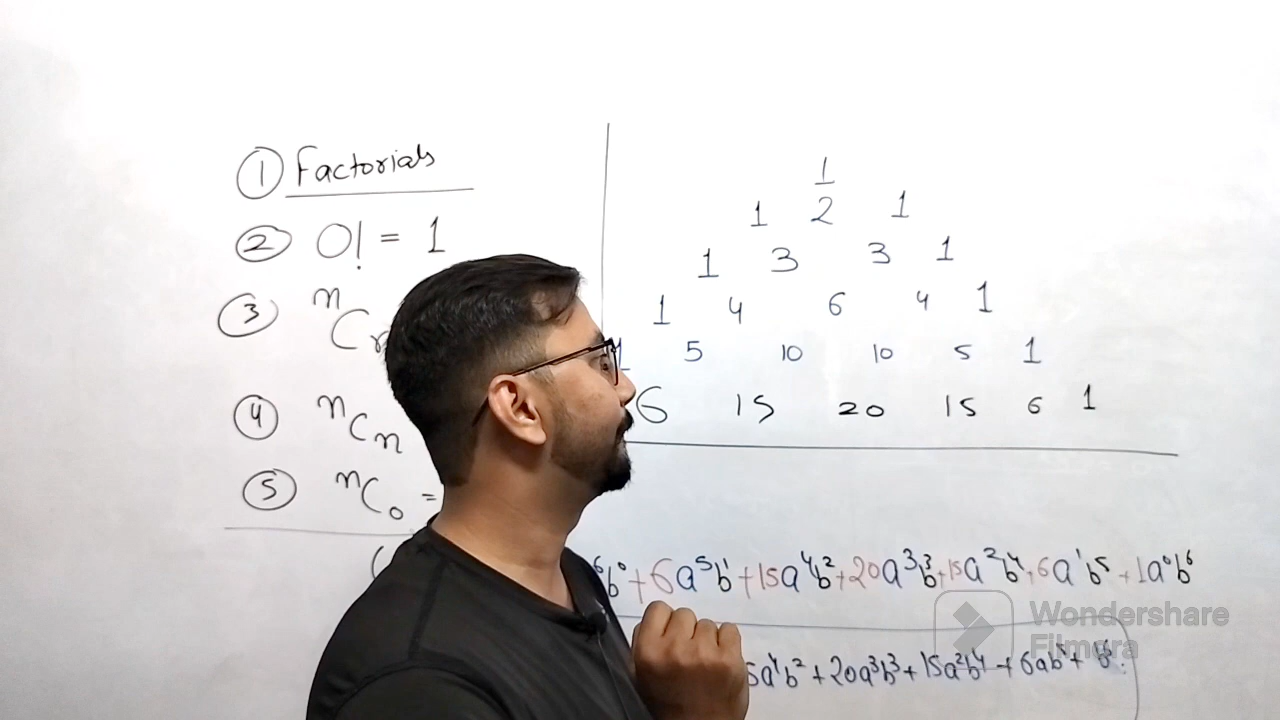 ① Factorials
② 0! = 1
③ ⁿCᵣ
④ ⁿCₙ
⑤ ⁿC₀ =
(
1
1 2 1
1 3 3 1
1 4 6 4 1
1 5 10 10 5 1
6 15 20 15 6 1
⁶b⁰ + 6a⁵b¹ + 15a⁴b² + 20a³b³ + 15a²b⁴ + 6a¹b⁵ + 1a⁰b⁶
5a⁴b² + 20a³b³ + 15a²b⁴ + 6ab⁵ + b⁶.
Wondershare
Filmora